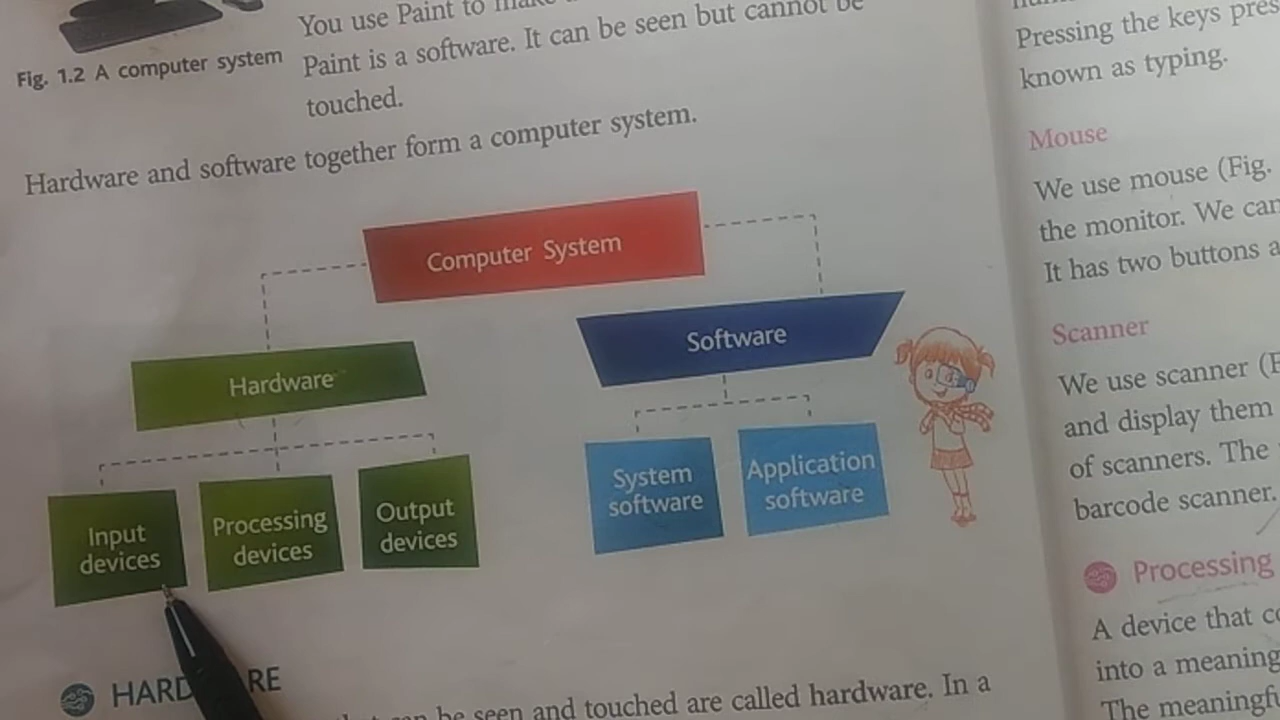 You use Paint to make
Paint is a software. It can be seen but cannot be
touched.
Fig. 1.2 A computer system
Hardware and software together form a computer system.
Computer System
Hardware
Software
Input
devices
Processing
devices
Output
devices
System
software
Application
software
HARD RE
can be seen and touched are called hardware. In a
Pressing the keys
known as typing.
Mouse
We use mouse (Fig.
the monitor. We can
It has two buttons
Scanner
We use scanner
and display them
of scanners. The
barcode scanner.
Processing
A device that
into a
The